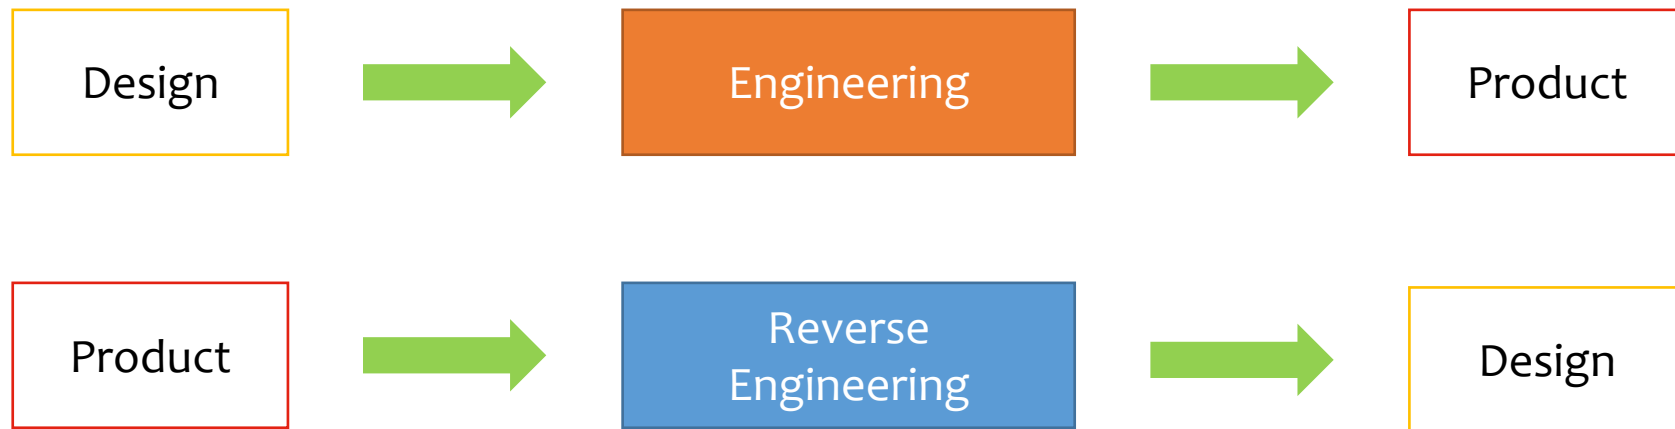 Design
Engineering
Product
Product
Reverse
Engineering
Design